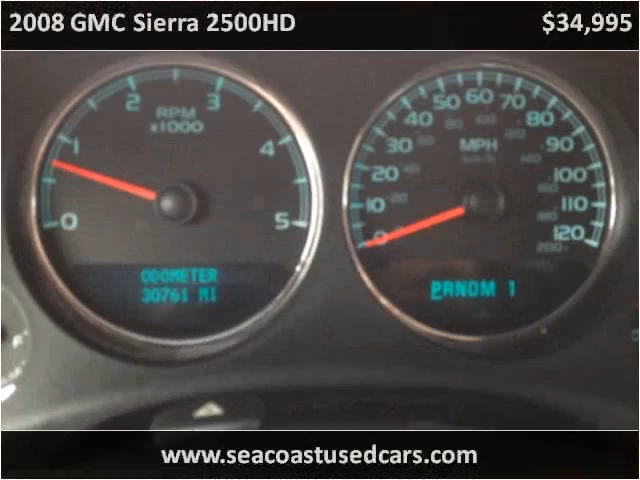 2008 GMC Sierra 2500HD $34,995
0 1 2 3 4 5
RPM
x1000
ODOMETER
30761 MI
0 10 20 30 40 50 60 70 80 90 100 110 120
MPH
PRNDM 1
www.seacoastusedcars.com